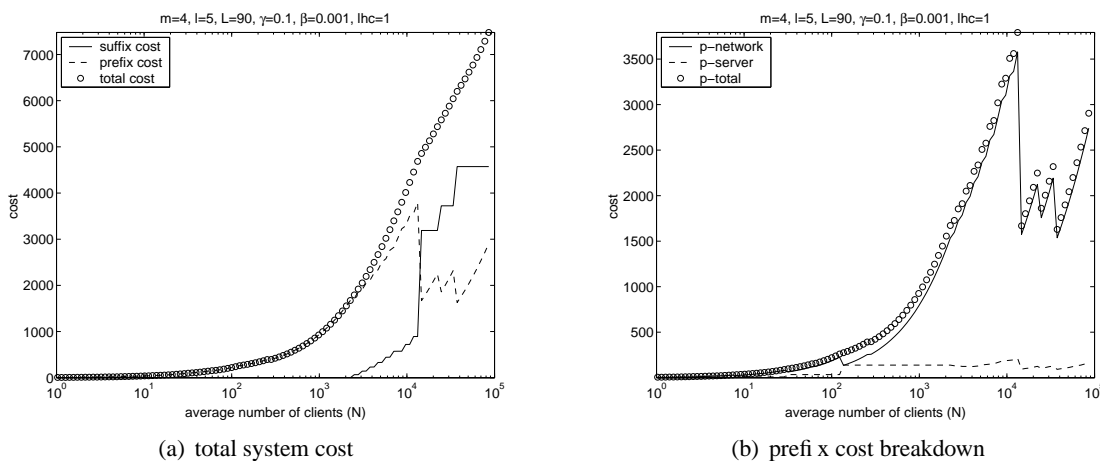 m=4, l=5, L=90, γ=0.1, β=0.001, lhc=1
suffix cost
prefix cost
total cost
7000
6000
5000
4000
3000
2000
1000
0
cost
10^0
10^1
10^2
10^3
10^4
10^5
average number of clients (N)
(a) total system cost
m=4, l=5, L=90, γ=0.1, β=0.001, lhc=1
p−network
p−server
p−total
3500
3000
2500
2000
1500
1000
500
cost
10^0
10^1
10^2
10^3
10^4
10^5
average number of clients (N)
(b) prefi x cost breakdown